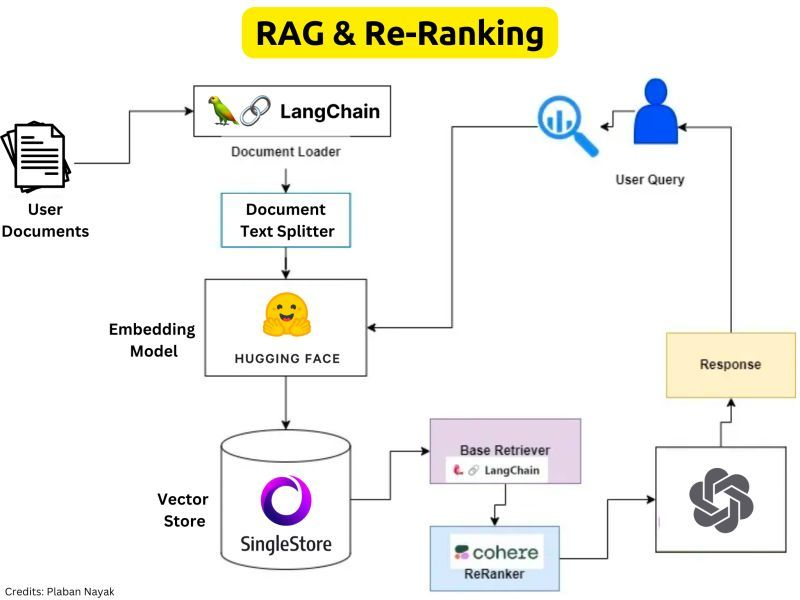 RAG & Re-Ranking
LangChain
Document Loader
User
Documents
Document
Text Splitter
User Query
Embedding
Model
HUGGING FACE
Response
Vector
Store
SingleStore
Base Retriever
LangChain
cohere
ReRanker
Credits: Plaban Nayak